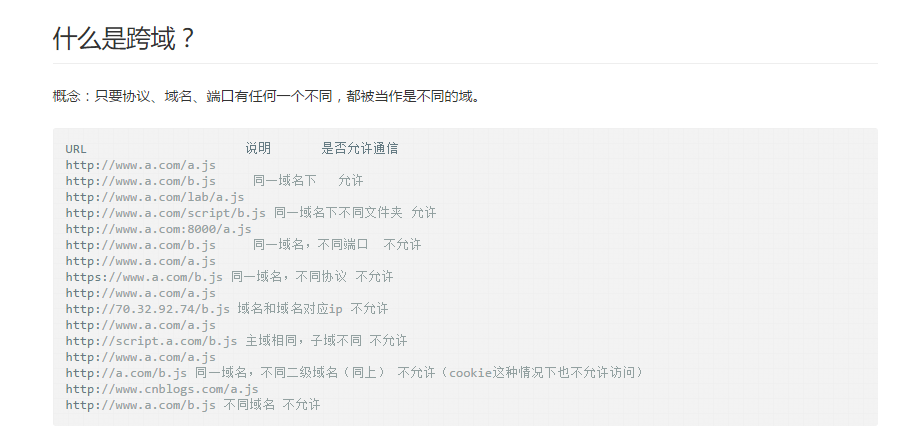 什么是跨域？
概念：只要协议、域名、端口有任何一个不同，都被当作是不同的域。
URL 说明 是否允许通信
http://www.a.com/a.js
http://www.a.com/b.js 同一域名下 允许
http://www.a.com/lab/a.js
http://www.a.com/script/b.js 同一域名下不同文件夹 允许
http://www.a.com:8000/a.js
http://www.a.com/b.js 同一域名，不同端口 不允许
http://www.a.com/a.js
https://www.a.com/b.js 同一域名，不同协议 不允许
http://www.a.com/a.js
http://70.32.92.74/b.js 域名和域名对应ip 不允许
http://www.a.com/a.js
http://script.a.com/b.js 主域相同，子域不同 不允许
http://www.a.com/a.js
http://a.com/b.js 同一域名，不同二级域名（同上） 不允许（cookie这种情况下也不允许访问）
http://www.cnblogs.com/a.js
http://www.a.com/b.js 不同域名 不允许